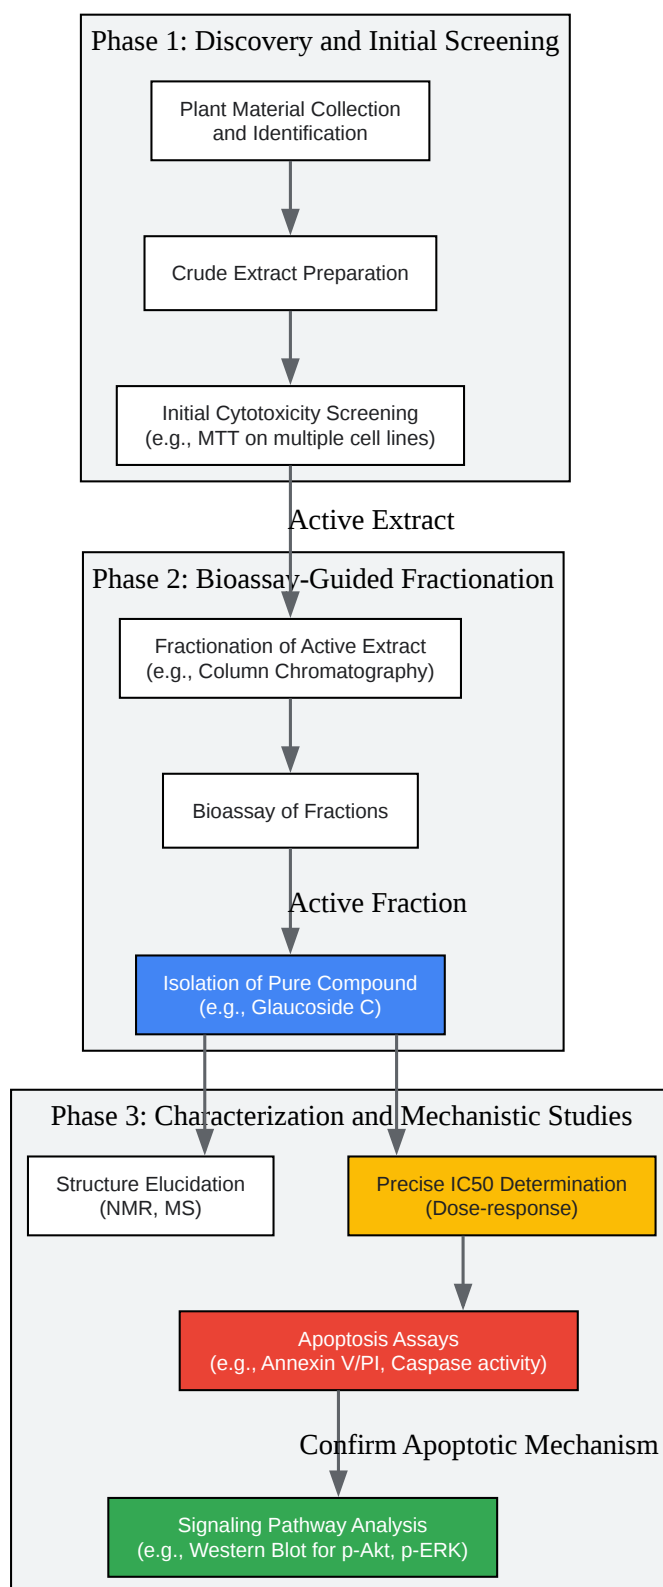 Phase 1: Discovery and Initial Screening
Plant Material Collection
and Identification
Crude Extract Preparation
Initial Cytotoxicity Screening
(e.g., MTT on multiple cell lines)
Active Extract
Phase 2: Bioassay-Guided Fractionation
Fractionation of Active Extract
(e.g., Column Chromatography)
Bioassay of Fractions
Active Fraction
Isolation of Pure Compound
(e.g., Glaucoside C)
Phase 3: Characterization and Mechanistic Studies
Structure Elucidation
(NMR, MS)
Precise IC50 Determination
(Dose-response)
Apoptosis Assays
(e.g., Annexin V/PI, Caspase activity)
Confirm Apoptotic Mechanism
Signaling Pathway Analysis
(e.g., Western Blot for p-Akt, p-ERK)